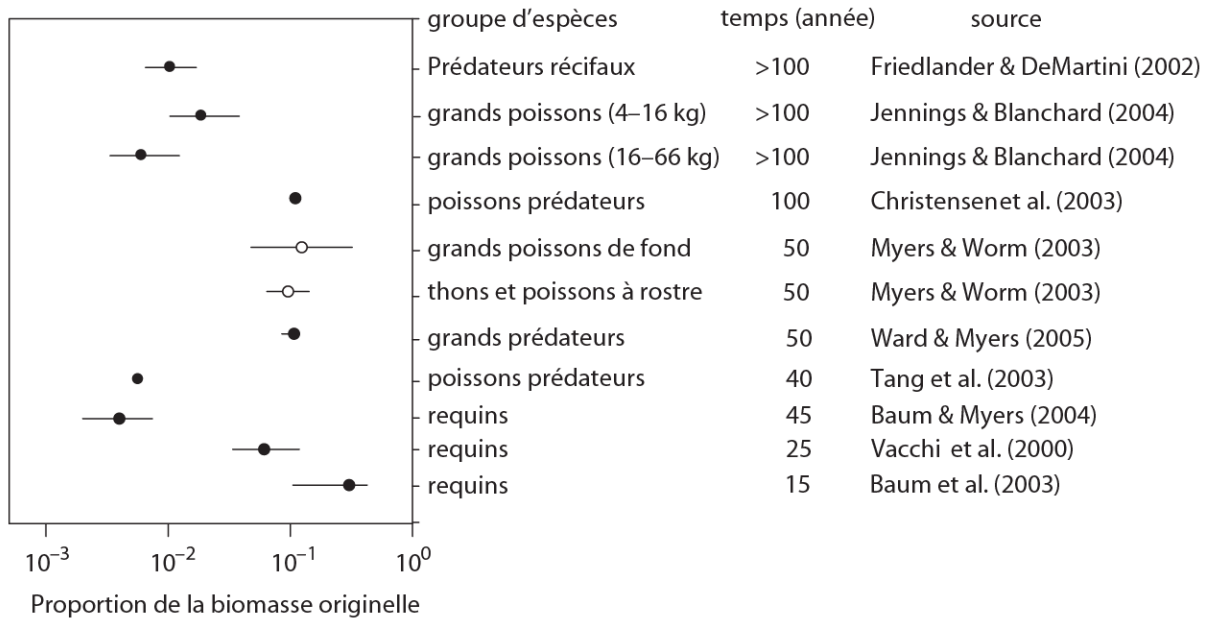 groupe d'espèces temps (année) source
Prédateurs récifaux >100 Friedlander & DeMartini (2002)
grands poissons (4–16 kg) >100 Jennings & Blanchard (2004)
grands poissons (16–66 kg) >100 Jennings & Blanchard (2004)
poissons prédateurs 100 Christensenet al. (2003)
grands poissons de fond 50 Myers & Worm (2003)
thons et poissons à rostre 50 Myers & Worm (2003)
grands prédateurs 50 Ward & Myers (2005)
poissons prédateurs 40 Tang et al. (2003)
requins 45 Baum & Myers (2004)
requins 25 Vacchi et al. (2000)
requins 15 Baum et al. (2003)
10⁻³ 10⁻² 10⁻¹ 10⁰
Proportion de la biomasse originelle